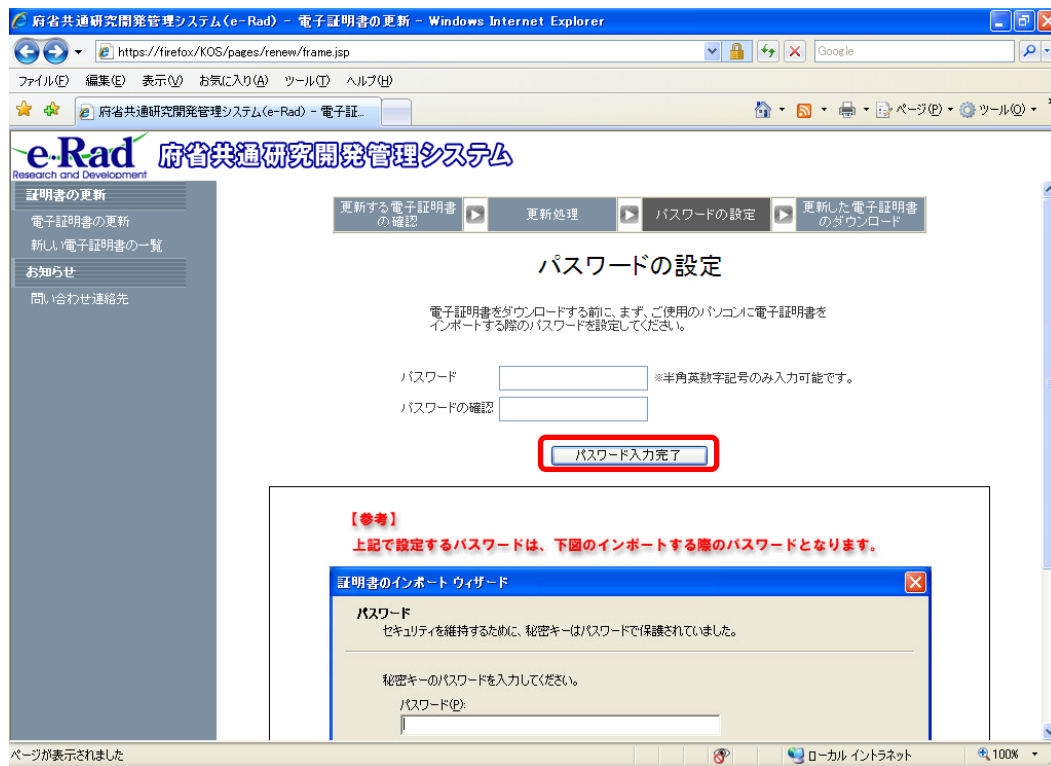 府省共通研究開発管理システム(e-Rad) - 電子証明書の更新 - Windows Internet Explorer
https://firefox/KOS/pages/renew/frame.jsp
Google
ファイル(F) 編集(E) 表示(V) お気に入り(A) ツール(T) ヘルプ(H)
府省共通研究開発管理システム(e-Rad) - 電子証...
ページ(P) ツール(O)
e-Rad 府省共通研究開発管理システム
Research and Development
証明書の更新
電子証明書の更新
新しい電子証明書の一覧
お知らせ
問い合わせ連絡先
更新する電子証明書
の確認
更新処理
パスワードの設定
更新した電子証明書
のダウンロード
パスワードの設定
電子証明書をダウンロードする前に、まず、ご使用のパソコンに電子証明書を
インポートする際のパスワードを設定してください。
パスワード ※半角英数字記号のみ入力可能です。
パスワードの確認
パスワード入力完了
【参考】
上記で設定するパスワードは、下図のインポートする際のパスワードとなります。
証明書のインポート ウィザード
パスワード
セキュリティを維持するために、秘密キーはパスワードで保護されていました。
秘密キーのパスワードを入力してください。
パスワード(P):
ページが表示されました ローカル イントラネット 100%